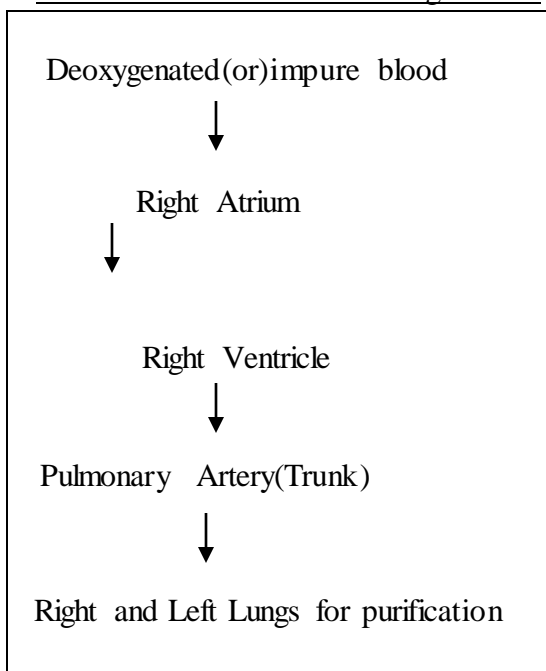 Deoxygenated(or)impure blood
Right Atrium
Right Ventricle
Pulmonary Artery(Trunk)
Right and Left Lungs for purification